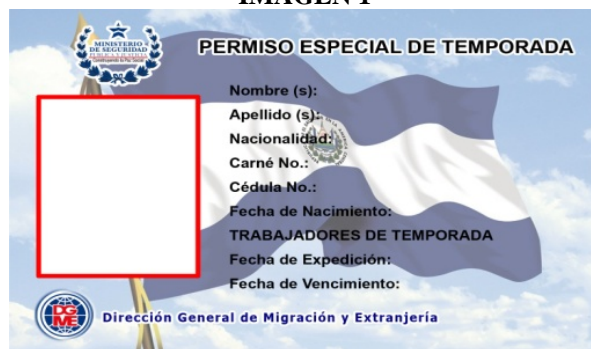 IMAGEN 1
MINISTERIO
DE SEGURIDAD
PERMISO ESPECIAL DE TEMPORADA
Nombre (s):
Apellido (s):
Nacionalidad:
Carné No.:
Cédula No.:
Fecha de Nacimiento:
TRABAJADORES DE TEMPORADA
Fecha de Expedición:
Fecha de Vencimiento:
DGME
Dirección General de Migración y Extranjería